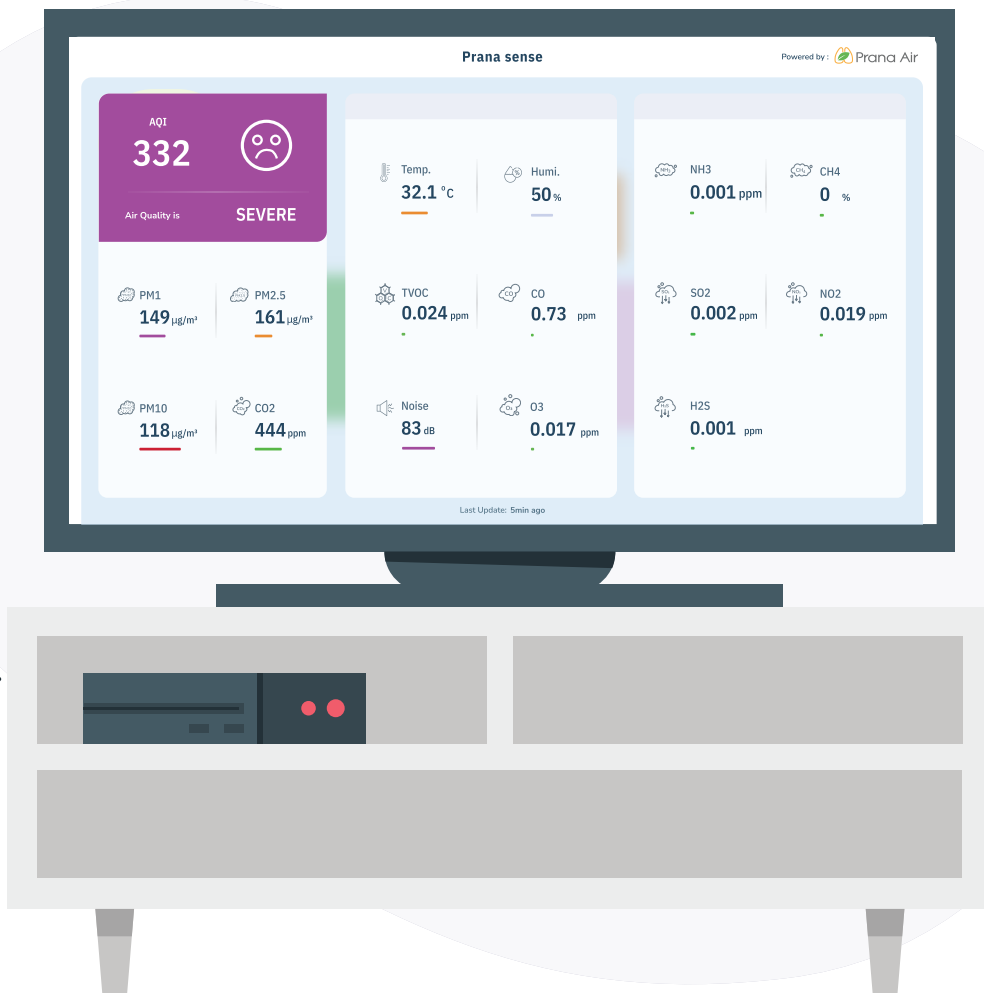 Prana sense
Powered by : Prana Air
AQI
332
Air Quality is SEVERE
PM1
149 µg/m³
PM2.5
161 µg/m³
PM10
118 µg/m³
CO2
444 ppm
Temp.
32.1 °C
Humi.
50 %
TVOC
0.024 ppm
CO
0.73 ppm
Noise
83 dB
O3
0.017 ppm
NH3
0.001 ppm
CH4
0 %
SO2
0.002 ppm
NO2
0.019 ppm
H2S
0.001 ppm
Last Update: 5min ago